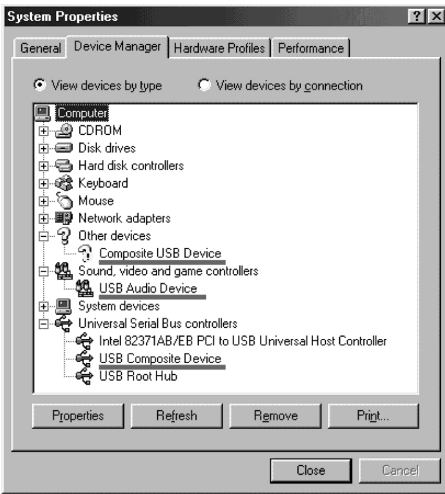 System Properties
General Device Manager Hardware Profiles Performance
View devices by type View devices by connection
Computer
CDROM
Disk drives
Hard disk controllers
Keyboard
Mouse
Network adapters
Other devices
Composite USB Device
Sound, video and game controllers
USB Audio Device
System devices
Universal Serial Bus controllers
Intel 82371AB/EB PCI to USB Universal Host Controller
USB Composite Device
USB Root Hub
Properties Refresh Remove Print...
Close Cancel